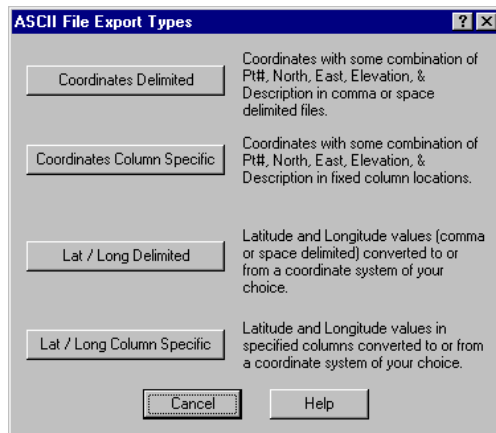 ASCII File Export Types
Coordinates Delimited
Coordinates with some combination of
Pt#, North, East, Elevation, &
Description in comma or space
delimited files.
Coordinates Column Specific
Coordinates with some combination of
Pt#, North, East, Elevation, &
Description in fixed column locations.
Lat / Long Delimited
Latitude and Longitude values (comma
or space delimited) converted to or
from a coordinate system of your
choice.
Lat / Long Column Specific
Latitude and Longitude values in
specified columns converted to or from
a coordinate system of your choice.
Cancel
Help